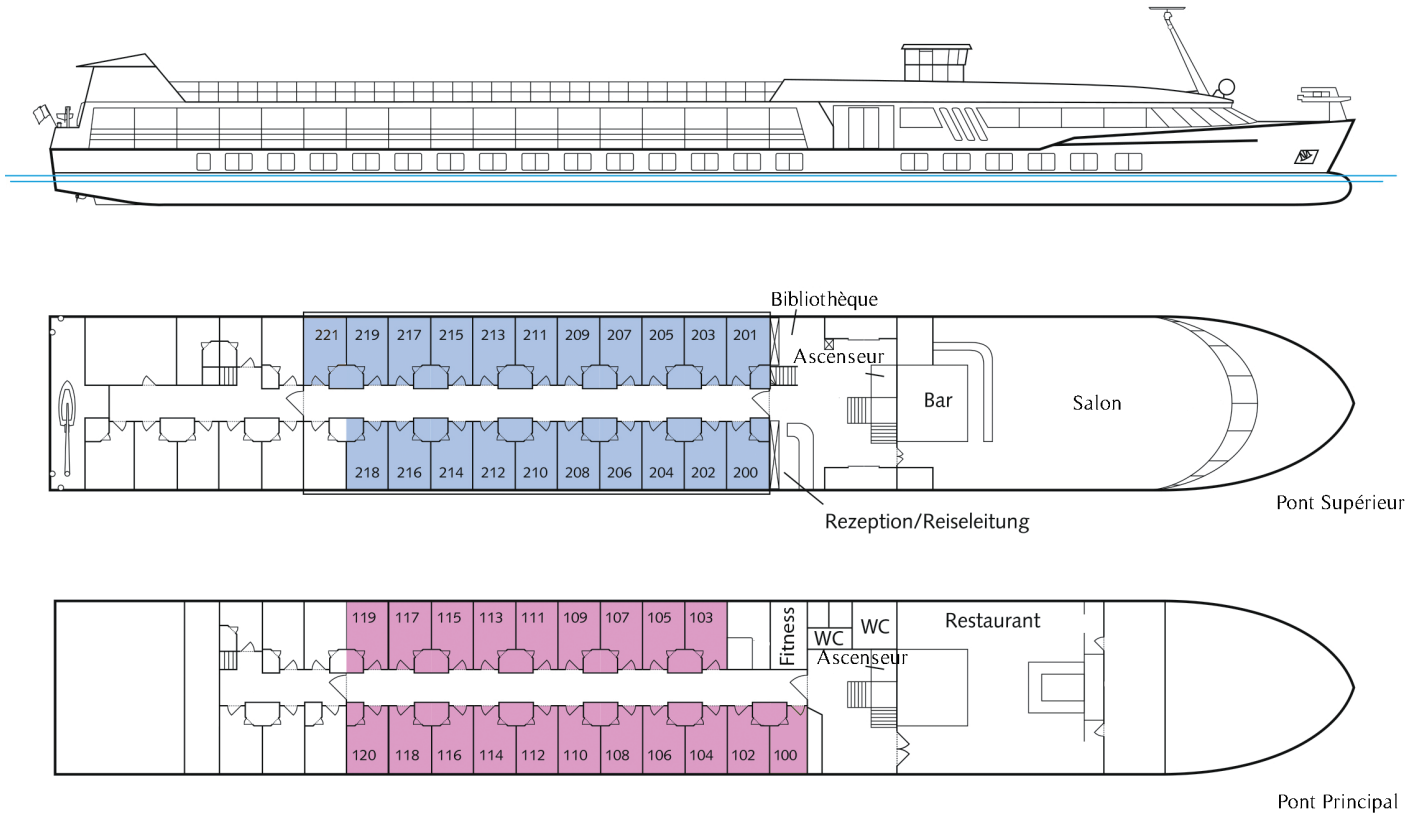 Bibliothèque
221 219 217 215 213 211 209 207 205 203 201
Ascenseur
Bar
Salon
218 216 214 212 210 208 206 204 202 200
Pont Supérieur
Rezeption/Reiseleitung
119 117 115 113 111 109 107 105 103
Fitness
WC
WC
Restaurant
Ascenseur
120 118 116 114 112 110 108 106 104 102 100
Pont Principal